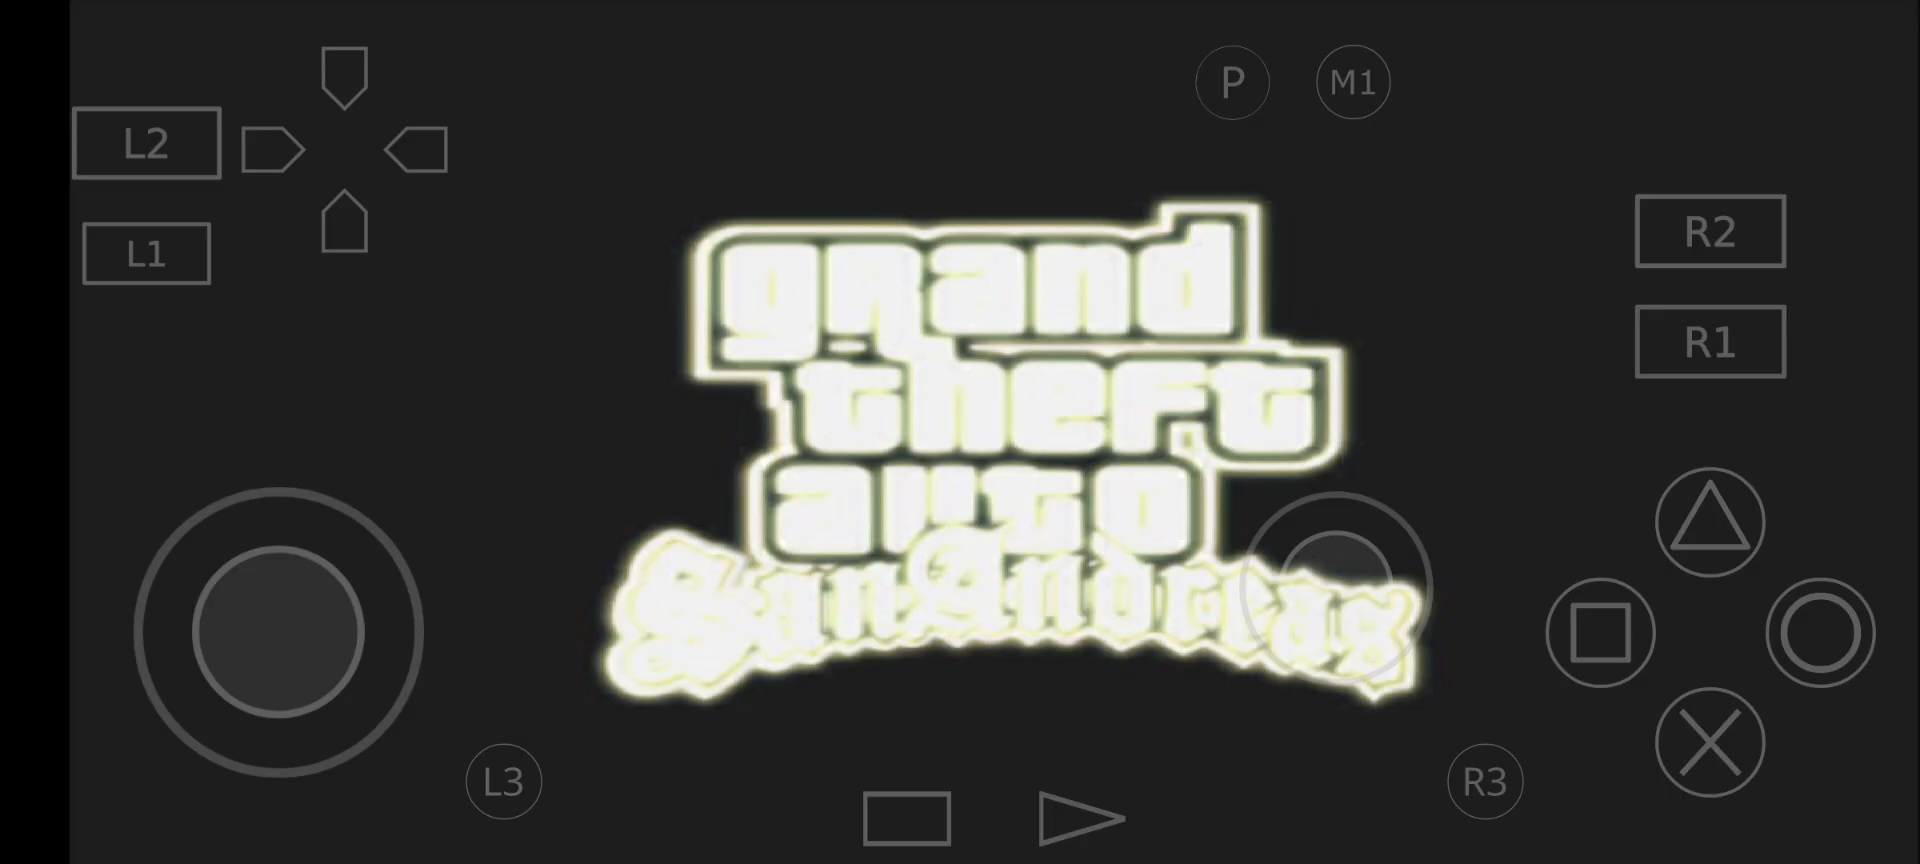 P M1
L2
L1
R2
R1
grand
theft
auto
San Andreas
L3
R3